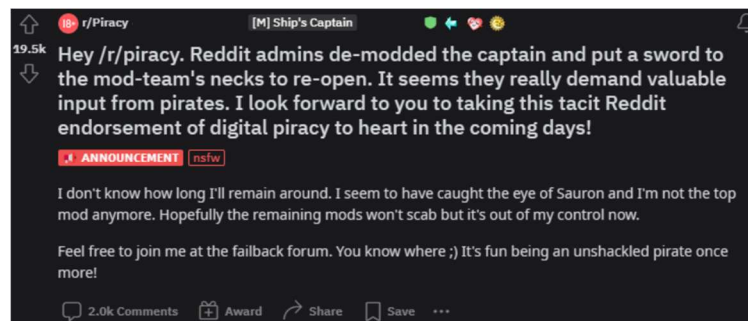 18+ r/Piracy [M] Ship's Captain
19.5k
Hey /r/piracy. Reddit admins de-modded the captain and put a sword to
the mod-team's necks to re-open. It seems they really demand valuable
input from pirates. I look forward to you to taking this tacit Reddit
endorsement of digital piracy to heart in the coming days!
ANNOUNCEMENT nsfw
I don't know how long I'll remain around. I seem to have caught the eye of Sauron and I'm not the top
mod anymore. Hopefully the remaining mods won't scab but it's out of my control now.
Feel free to join me at the failback forum. You know where ;) It's fun being an unshackled pirate once
more!
2.0k Comments Award Share Save ...